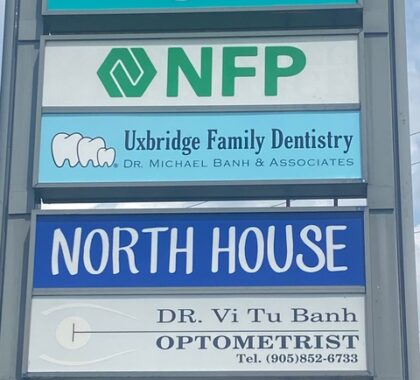 NFP
Uxbridge Family Dentistry
DR. MICHAEL BANH & ASSOCIATES
NORTH HOUSE
DR. Vi Tu Banh
OPTOMETRIST
Tel. (905)852-6733